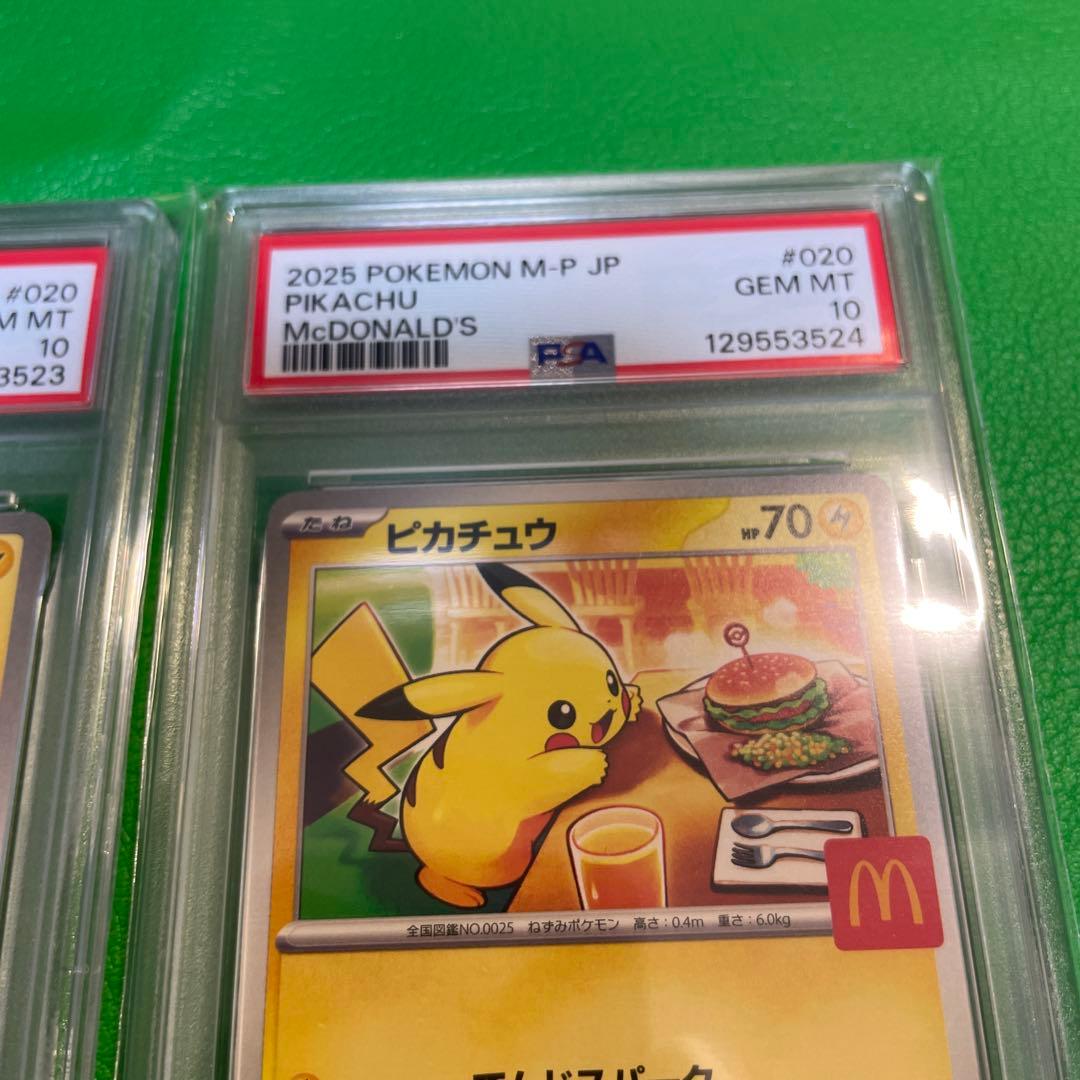 #020
M MT
10
3523
2025 POKEMON M-P JP
PIKACHU
McDONALD'S
#020
GEM MT
10
129553524
PSA
たね
ピカチュウ
HP70
全国図鑑NO.0025 ねずみポケモン 高さ:0.4m 重さ:6.0kg